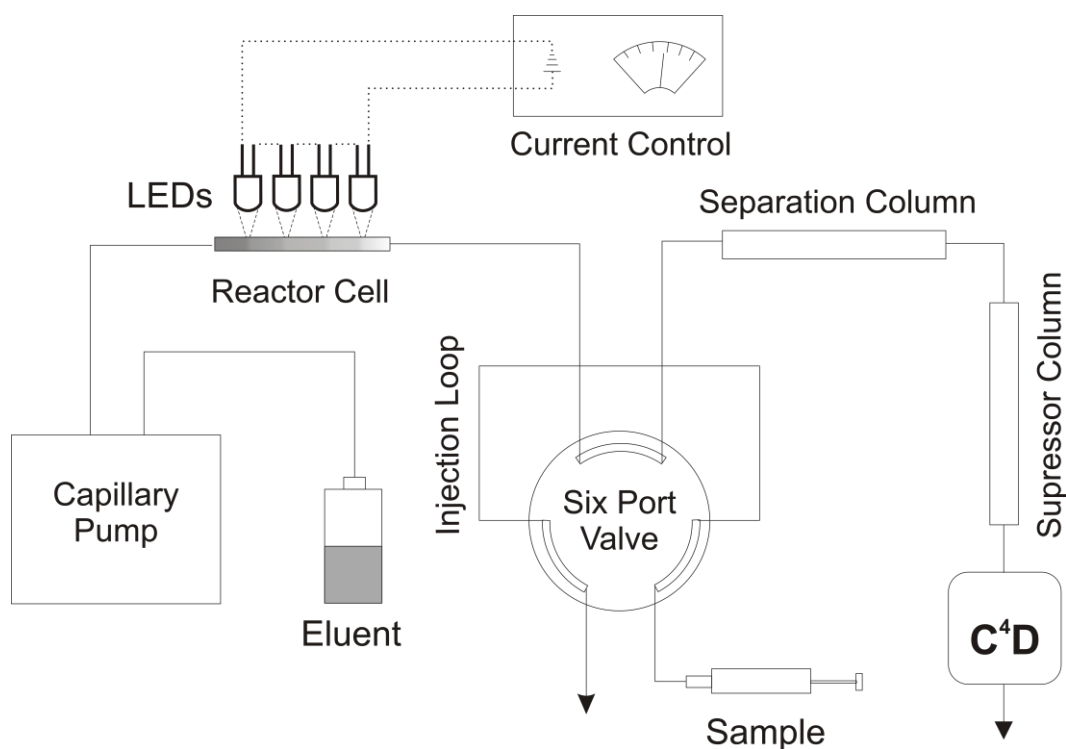 Current Control
LEDs
Separation Column
Reactor Cell
Injection Loop
Supressor Column
Capillary
Pump
Six Port
Valve
Eluent
C⁴D
Sample